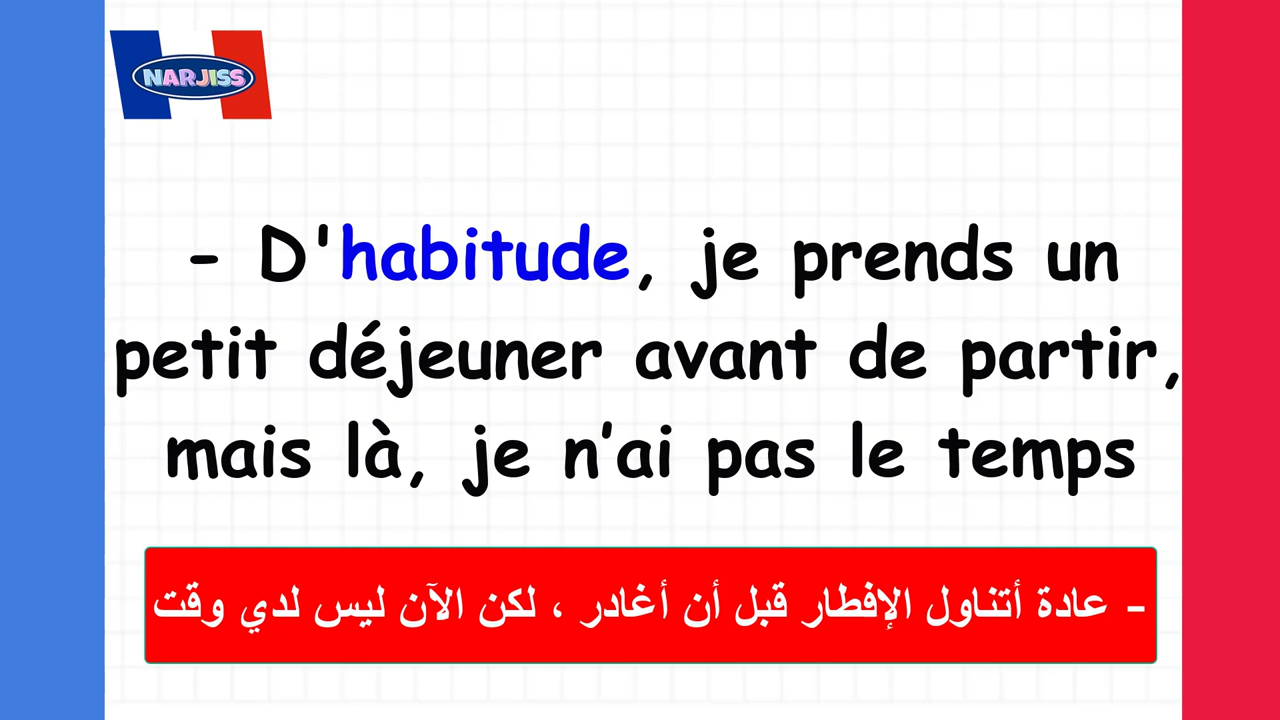 NARJISS
- D'habitude, je prends un
petit déjeuner avant de partir,
mais là, je n’ai pas le temps
- عادة أتناول الإفطار قبل أن أغادر ، لكن الآن ليس لدي وقت